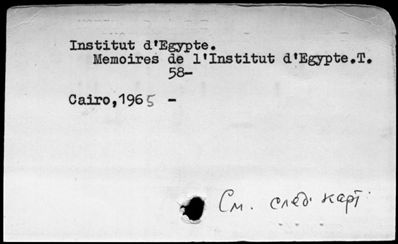 Institut d'Egypte.
Memoires de l'Institut d'Egypte.T.
58-
Cairo,1965 -
См. след. карт.